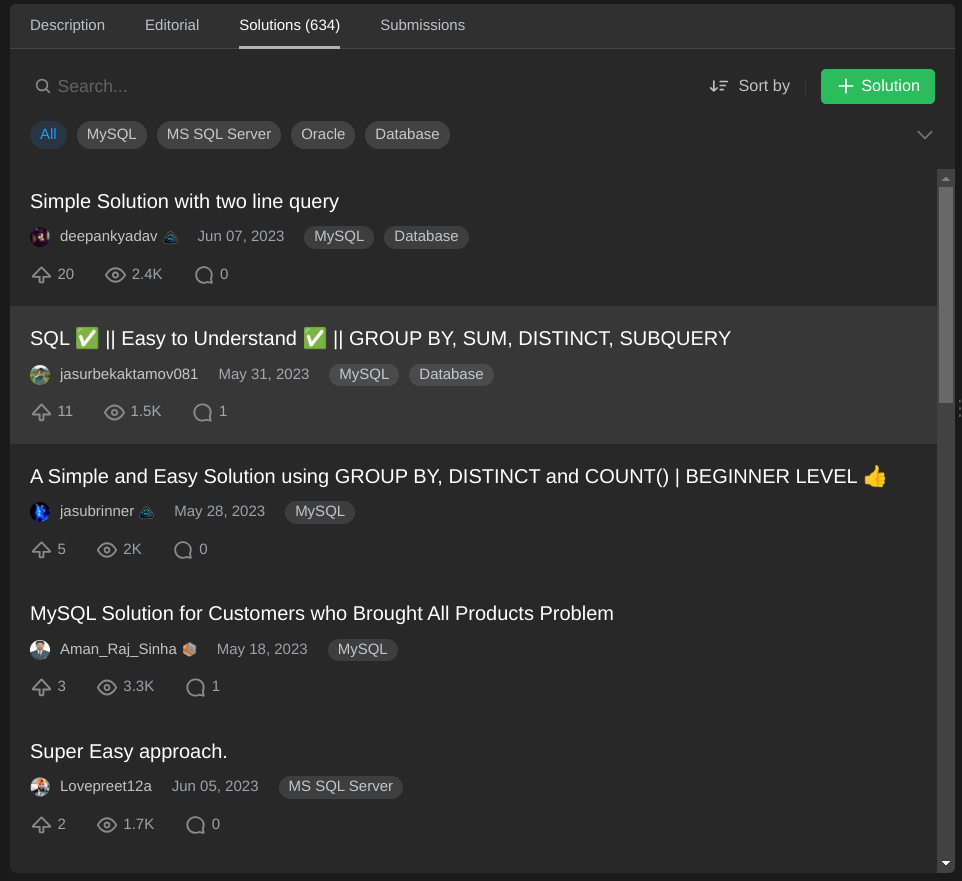 Description Editorial Solutions (634) Submissions
Search... Sort by Solution
All MySQL MS SQL Server Oracle Database
Simple Solution with two line query
deepankyadav Jun 07, 2023 MySQL Database
20 2.4K 0
SQL ✅ || Easy to Understand ✅ || GROUP BY, SUM, DISTINCT, SUBQUERY
jasurbekaktamov081 May 31, 2023 MySQL Database
11 1.5K 1
A Simple and Easy Solution using GROUP BY, DISTINCT and COUNT() | BEGINNER LEVEL 👍
jasubrinner May 28, 2023 MySQL
5 2K 0
MySQL Solution for Customers who Brought All Products Problem
Aman_Raj_Sinha May 18, 2023 MySQL
3 3.3K 1
Super Easy approach.
Lovepreet12a Jun 05, 2023 MS SQL Server
2 1.7K 0